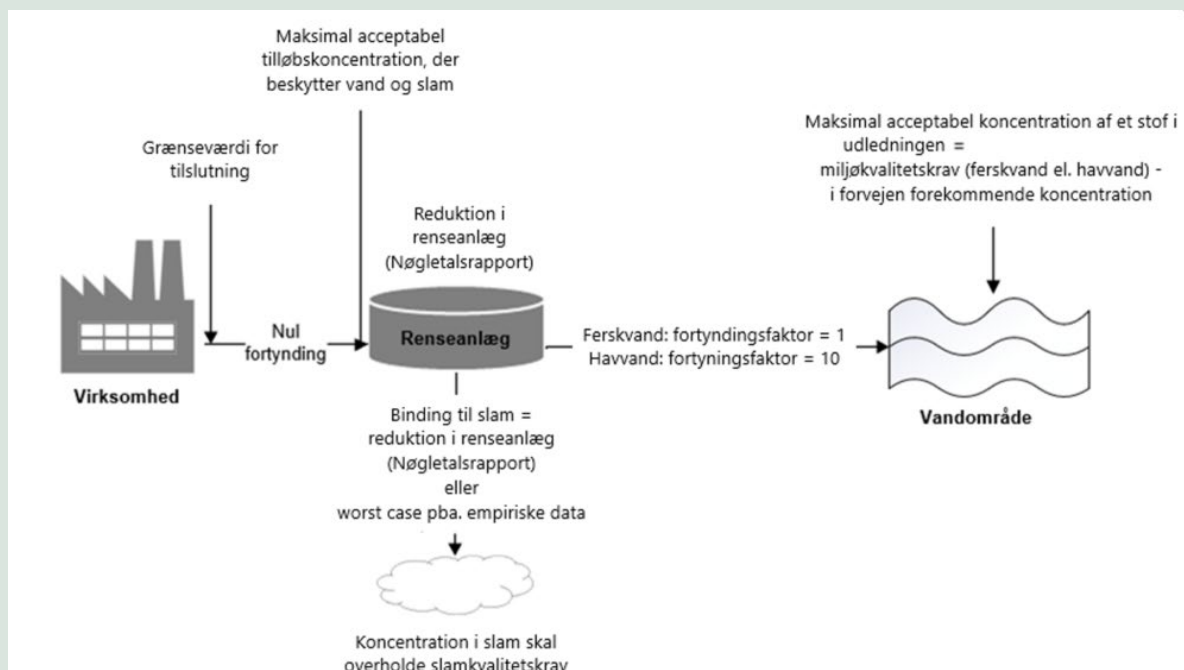 Maksimal acceptabel
tilløbskoncentration, der
beskytter vand og slam
Grænseværdi for
tilslutning
Maksimal acceptabel koncentration af et stof i
udledningen =
miljøkvalitetskrav (ferskvand el. havvand) -
i forvejen forekommende koncentration
Reduktion i
renseanlæg
(Nøgletalsrapport)
Nul
fortynding
Renseanlæg
Ferskvand: fortyndingsfaktor = 1
Havvand: fortyningsfaktor = 10
Virksomhed
Vandområde
Binding til slam =
reduktion i renseanlæg
(Nøgletalsrapport)
eller
worst case pba. empiriske data
Koncentration i slam skal
overholde slamkvalitetskrav